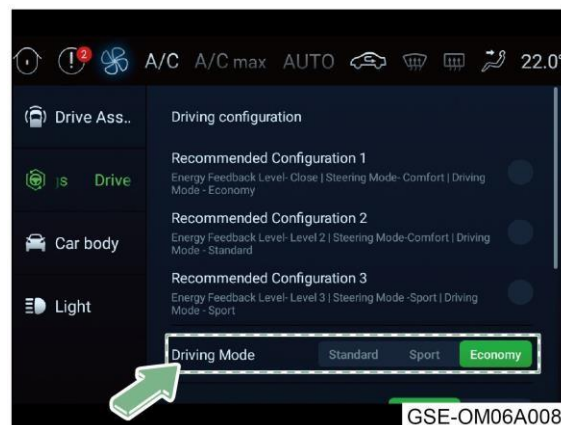 2
A/C A/C max AUTO 22.0°
Drive Ass..
Driving configuration
Recommended Configuration 1
Energy Feedback Level- Close | Steering Mode- Comfort | Driving
Mode - Economy
js Drive
Recommended Configuration 2
Energy Feedback Level- Level 2 | Steering Mode-Comfort | Driving
Mode - Standard
Car body
Recommended Configuration 3
Energy Feedback Level- Level 3 | Steering Mode -Sport | Driving
Mode - Sport
Light
Driving Mode Standard Sport Economy
GSE-OM06A008